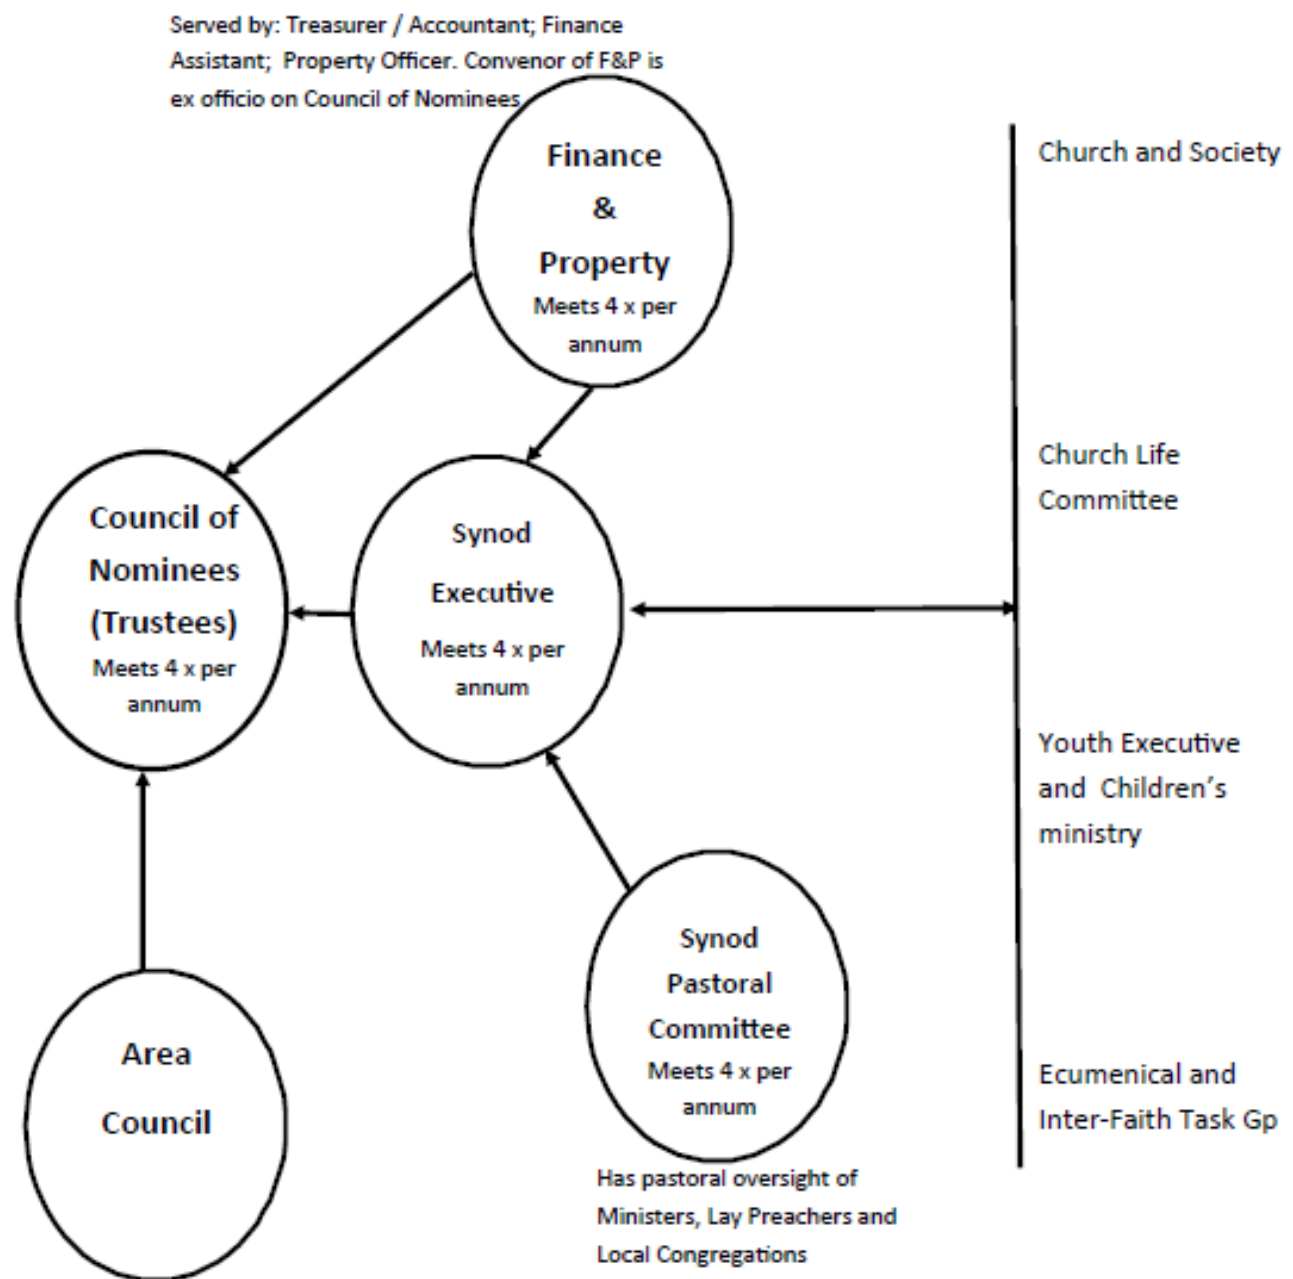 Served by: Treasurer / Accountant; Finance
Assistant;  Property Officer. Convenor of F&P is
ex officio on Council of Nominees
Finance
&
Property
Meets 4 x per
annum
Church and Society
Church Life
Committee
Council of
Nominees
(Trustees)
Meets 4 x per
annum
Synod
Executive
Meets 4 x per
annum
Youth Executive
and  Children's
ministry
Synod
Pastoral
Committee
Meets 4 x per
annum
Area
Council
Ecumenical and
Inter-Faith Task Gp
Has pastoral oversight of
Ministers, Lay Preachers and
Local Congregations